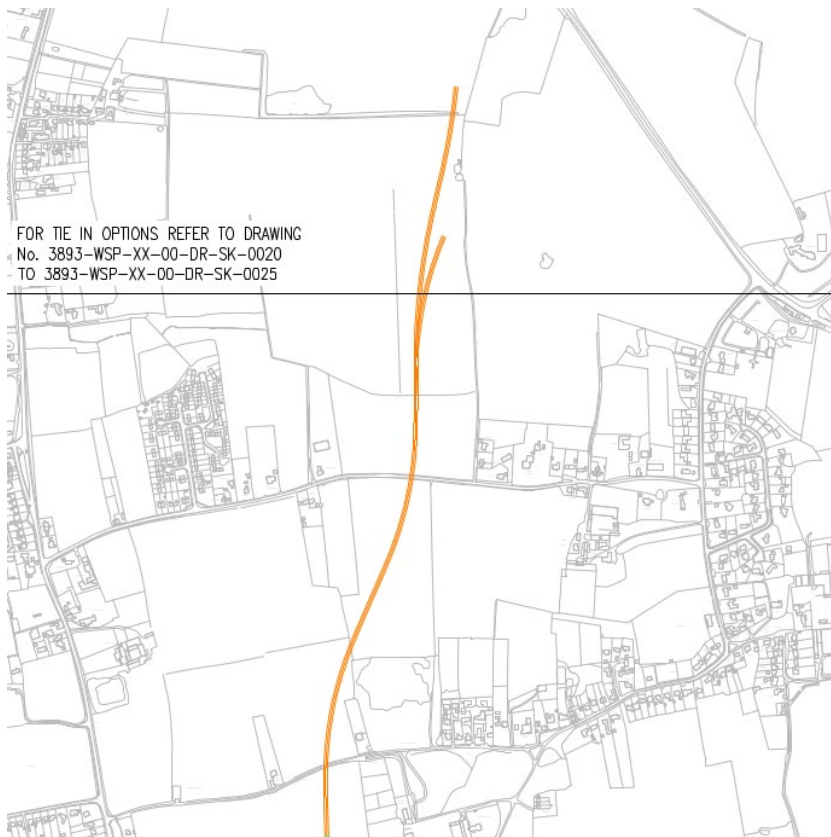 FOR TIE IN OPTIONS REFER TO DRAWING
No. 3893-WSP-XX-00-DR-SK-0020
TO 3893-WSP-XX-00-DR-SK-0025